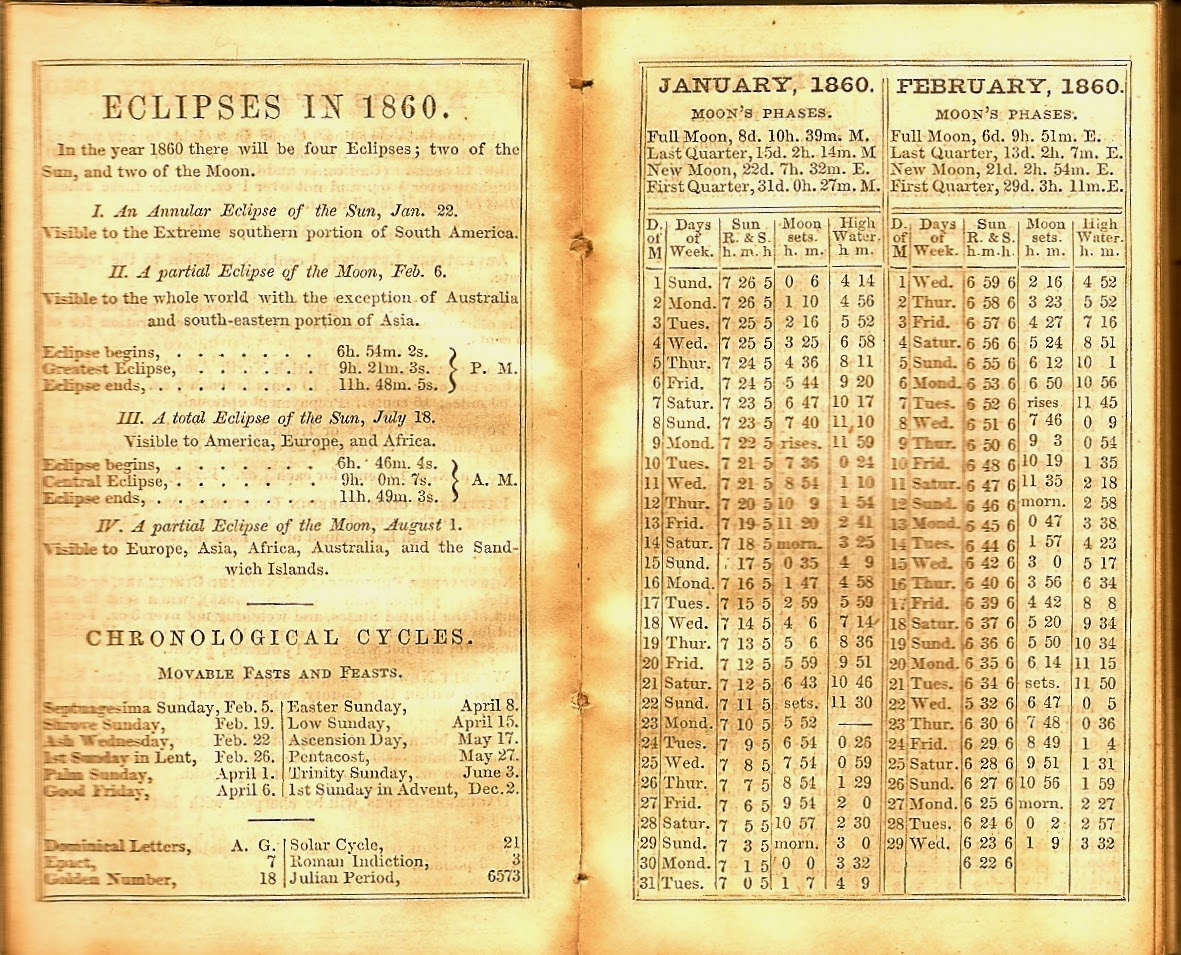 ECLIPSES IN 1860.
In the year 1860 there will be four Eclipses; two of the
Sun, and two of the Moon.
I. An Annular Eclipse of the Sun, Jan. 22.
Visible to the Extreme southern portion of South America.
II. A partial Eclipse of the Moon, Feb. 6.
Visible to the whole world with the exception of Australia
and south-eastern portion of Asia.
Eclipse begins, . . . . . . . 6h. 54m. 2s.
Greatest Eclipse, . . . . . . 9h. 21m. 3s. } P. M.
Eclipse ends, . . . . . . . . 11h. 48m. 5s.
III. A total Eclipse of the Sun, July 18.
Visible to America, Europe, and Africa.
Eclipse begins, . . . . . . . 6h. 46m. 4s.
Central Eclipse, . . . . . . . 9h. 0m. 7s. } A. M.
Eclipse ends, . . . . . . . . 11h. 49m. 3s.
IV. A partial Eclipse of the Moon, August 1.
Visible to Europe, Asia, Africa, Australia, and the Sand-
wich Islands.
CHRONOLOGICAL CYCLES.
MOVABLE FASTS AND FEASTS.
Septuagesima Sunday, Feb. 5. | Easter Sunday, April 8.
Shrove Sunday, Feb. 19. | Low Sunday, April 15.
Ash Wednesday, Feb. 22 | Ascension Day, May 17.
1st Sunday in Lent, Feb. 26. | Pentacost, May 27.
Palm Sunday, April 1. | Trinity Sunday, June 3.
Good Friday, April 6. | 1st Sunday in Advent, Dec. 2.
Dominical Letters, A. G. | Solar Cycle, 21
Epact, 7 | Roman Indiction, 3
Golden Number, 18 | Julian Period, 6573
JANUARY, 1860.
MOON'S PHASES.
Full Moon, 8d. 10h. 39m. M.
Last Quarter, 15d. 2h. 14m. M
New Moon, 22d. 7h. 32m. E.
First Quarter, 31d. 0h. 27m, M.
D. of M | Days of Week. | Sun R. & S. h. m. h | Moon sets. h. m. | High Water. h m.
1 Sund. 7 26 5 0 6 4 14
2 Mond. 7 26 5 1 10 4 56
3 Tues. 7 25 5 2 16 5 52
4 Wed. 7 25 5 3 25 6 58
5 Thur. 7 24 5 4 36 8 11
6 Frid. 7 24 5 5 44 9 20
7 Satur. 7 23 5 6 47 10 17
8 Sund. 7 23 5 7 40 11 10
9 Mond. 7 22 5 rises. 11 59
10 Tues. 7 21 5 7 36 0 24
11 Wed. 7 21 5 8 54 1 10
12 Thur. 7 20 5 10 9 1 54
13 Frid. 7 19 5 11 20 2 41
14 Satur. 7 18 5 morn. 3 25
15 Sund. 17 5 0 35 4 9
16 Mond. 7 16 5 1 47 4 58
17 Tues. 7 15 5 2 59 5 59
18 Wed. 7 14 5 4 6 7 14
19 Thur. 7 13 5 5 6 8 36
20 Frid. 7 12 5 5 59 9 51
21 Satur. 7 12 5 6 43 10 46
22 Sund. 7 11 5 sets. 11 30
23 Mond. 7 10 5 5 52 ——
24 Tues. 7 9 5 6 54 0 26
25 Wed. 7 8 5 7 54 0 59
26 Thur. 7 7 5 8 54 1 29
27 Frid. 7 6 5 9 54 2 0
28 Satur. 7 5 5 10 57 2 30
29 Sund. 7 3 5 morn. 3 0
30 Mond. 7 1 5 0 0 3 32
31 Tues. 7 0 5 1 7 4 9
FEBRUARY, 1860.
MOON'S PHASES.
Full Moon, 6d. 9h. 51m. E.
Last Quarter, 13d. 2h. 7m. E.
New Moon, 21d. 2h. 54m. E.
First Quarter, 29d. 3h. 11m. E.
D. of M | Days of Week. | Sun R. & S. h. m. h. | Moon sets. h. m. | High Water. h. m.
1 Wed. 6 59 6 2 16 4 52
2 Thur. 6 58 6 3 23 5 52
3 Frid. 6 57 6 4 27 7 16
4 Satur. 6 56 6 5 24 8 51
5 Sund. 6 55 6 6 12 10 1
6 Mond. 6 53 6 6 50 10 56
7 Tues. 6 52 6 rises 11 45
8 Wed. 6 51 6 7 46 0 9
9 Thur. 6 50 6 9 3 0 54
10 Frid. 6 48 6 10 19 1 35
11 Satur. 6 47 6 11 35 2 18
12 Sund. 6 46 6 morn. 2 58
13 Mond. 6 45 6 0 47 3 38
14 Tues. 6 44 6 1 57 4 23
15 Wed. 6 42 6 3 0 5 17
16 Thur. 6 40 6 3 56 6 34
17 Frid. 6 39 6 4 42 8 8
18 Satur. 6 37 6 5 20 9 34
19 Sund. 6 36 6 5 50 10 34
20 Mond. 6 35 6 6 14 11 15
21 Tues. 6 34 6 sets. 11 50
22 Wed. 5 32 6 6 47 0 5
23 Thur. 6 30 6 7 48 0 36
24 Frid. 6 29 6 8 49 1 4
25 Satur. 6 28 6 9 51 1 31
26 Sund. 6 27 6 10 56 1 59
27 Mond. 6 25 6 morn. 2 27
28 Tues. 6 24 6 0 2 2 57
29 Wed. 6 23 6 1 9 3 32
6 22 6